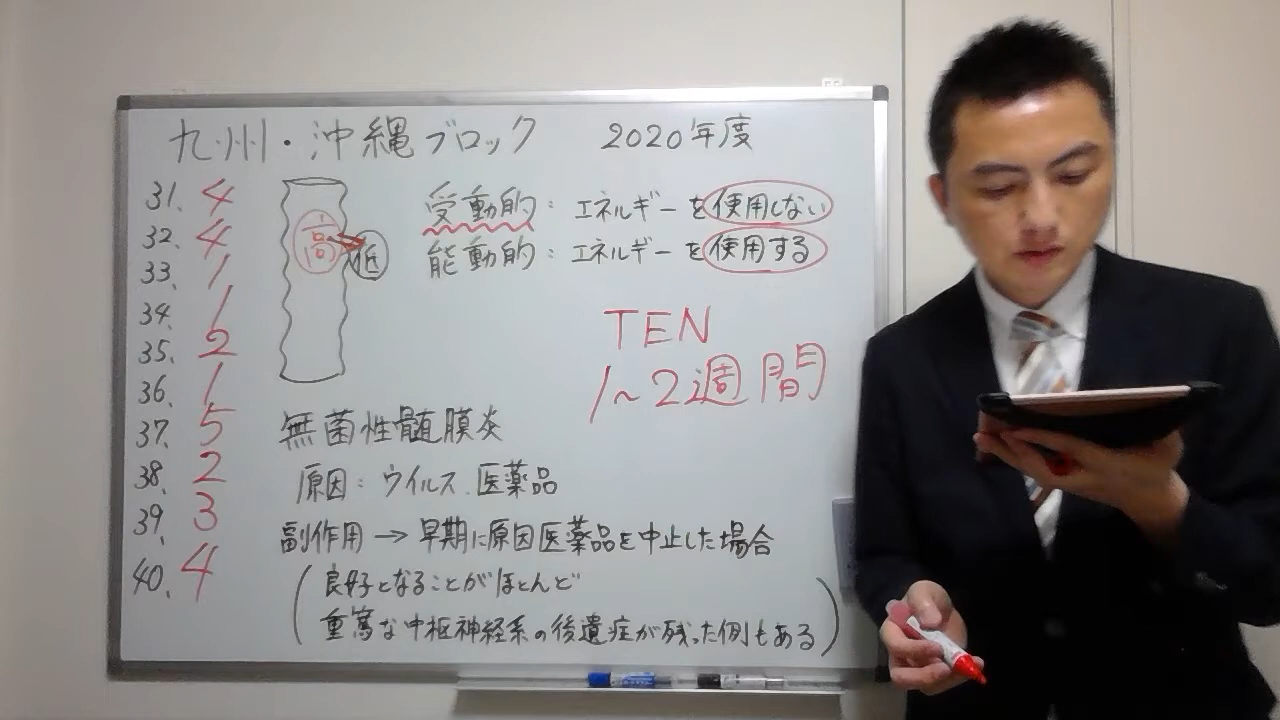 九州・沖縄ブロック 2020年度
31. 4
32. 4
33. 1
34. 1
35. 2
36. 1
37. 5
38. 2
39. 3
40. 4
高
低
受動的：エネルギーを使用しない
能動的：エネルギーを使用する
TEN
1~2週間
無菌性髄膜炎
原因：ウイルス、医薬品
副作用→早期に原因医薬品を中止した場合
(良好となることがほとんど
重篤な中枢神経系の後遺症が残った例もある)